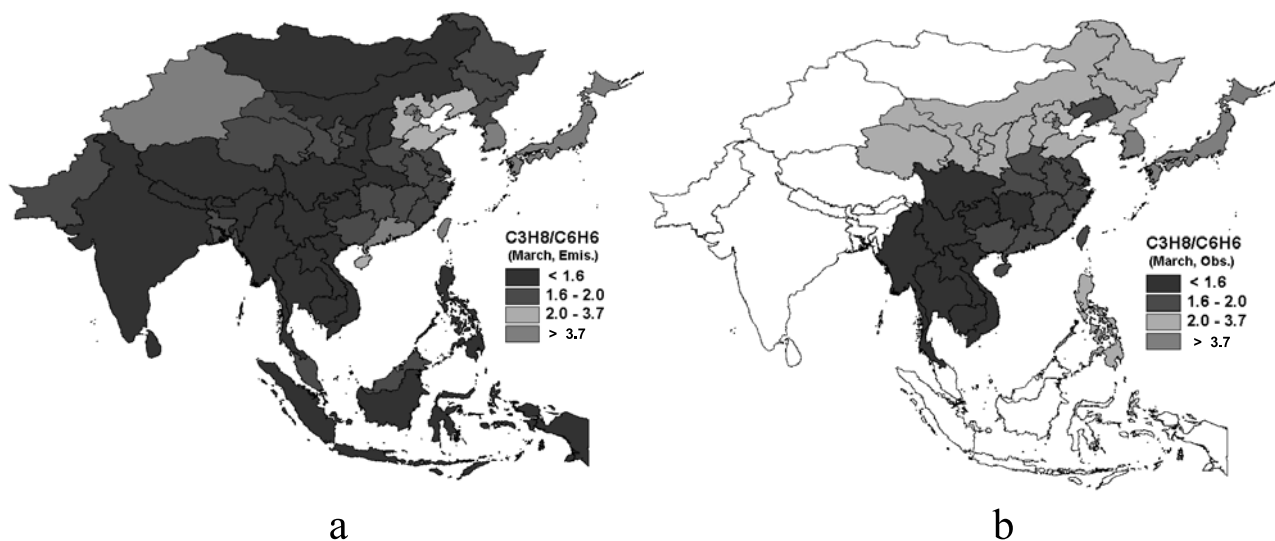 C3H8/C6H6
(March, Emis.)
< 1.6
1.6 - 2.0
2.0 - 3.7
> 3.7
a
C3H8/C6H6
(March, Obs.)
< 1.6
1.6 - 2.0
2.0 - 3.7
> 3.7
b